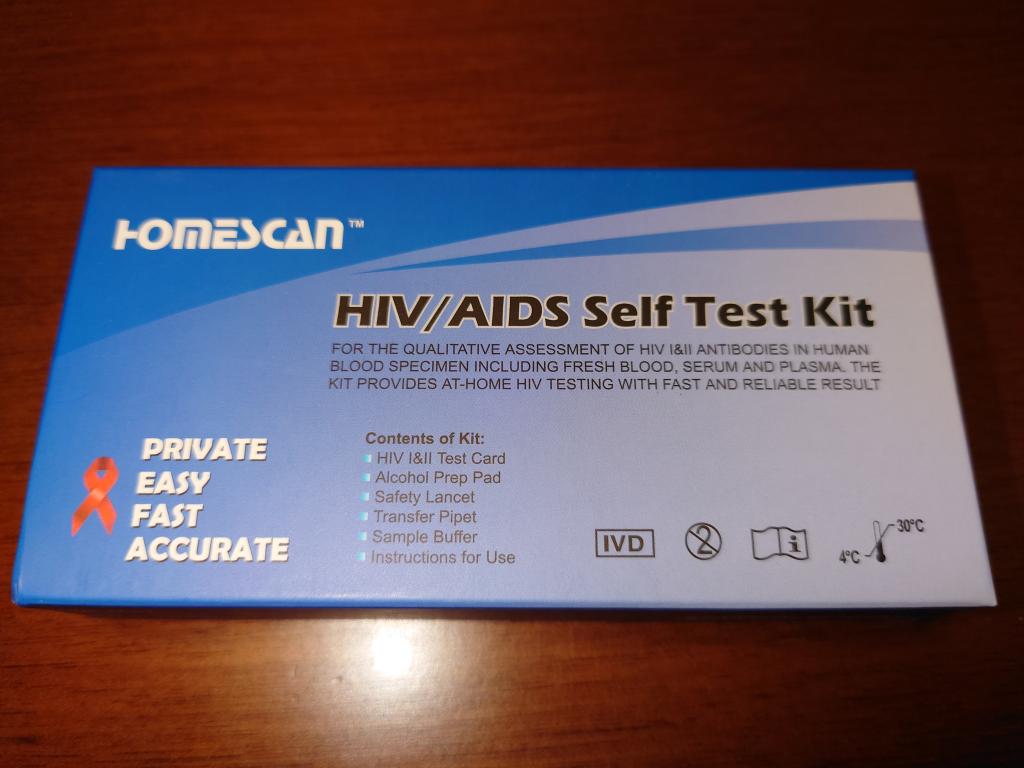 HOMESCAN™
HIV/AIDS Self Test Kit
FOR THE QUALITATIVE ASSESSMENT OF HIV I&II ANTIBODIES IN HUMAN
BLOOD SPECIMEN INCLUDING FRESH BLOOD, SERUM AND PLASMA. THE
KIT PROVIDES AT-HOME HIV TESTING WITH FAST AND RELIABLE RESULT
PRIVATE
EASY
FAST
ACCURATE
Contents of Kit:
HIV I&II Test Card
Alcohol Prep Pad
Safety Lancet
Transfer Pipet
Sample Buffer
Instructions for Use
IVD
2
i
4°C
30°C